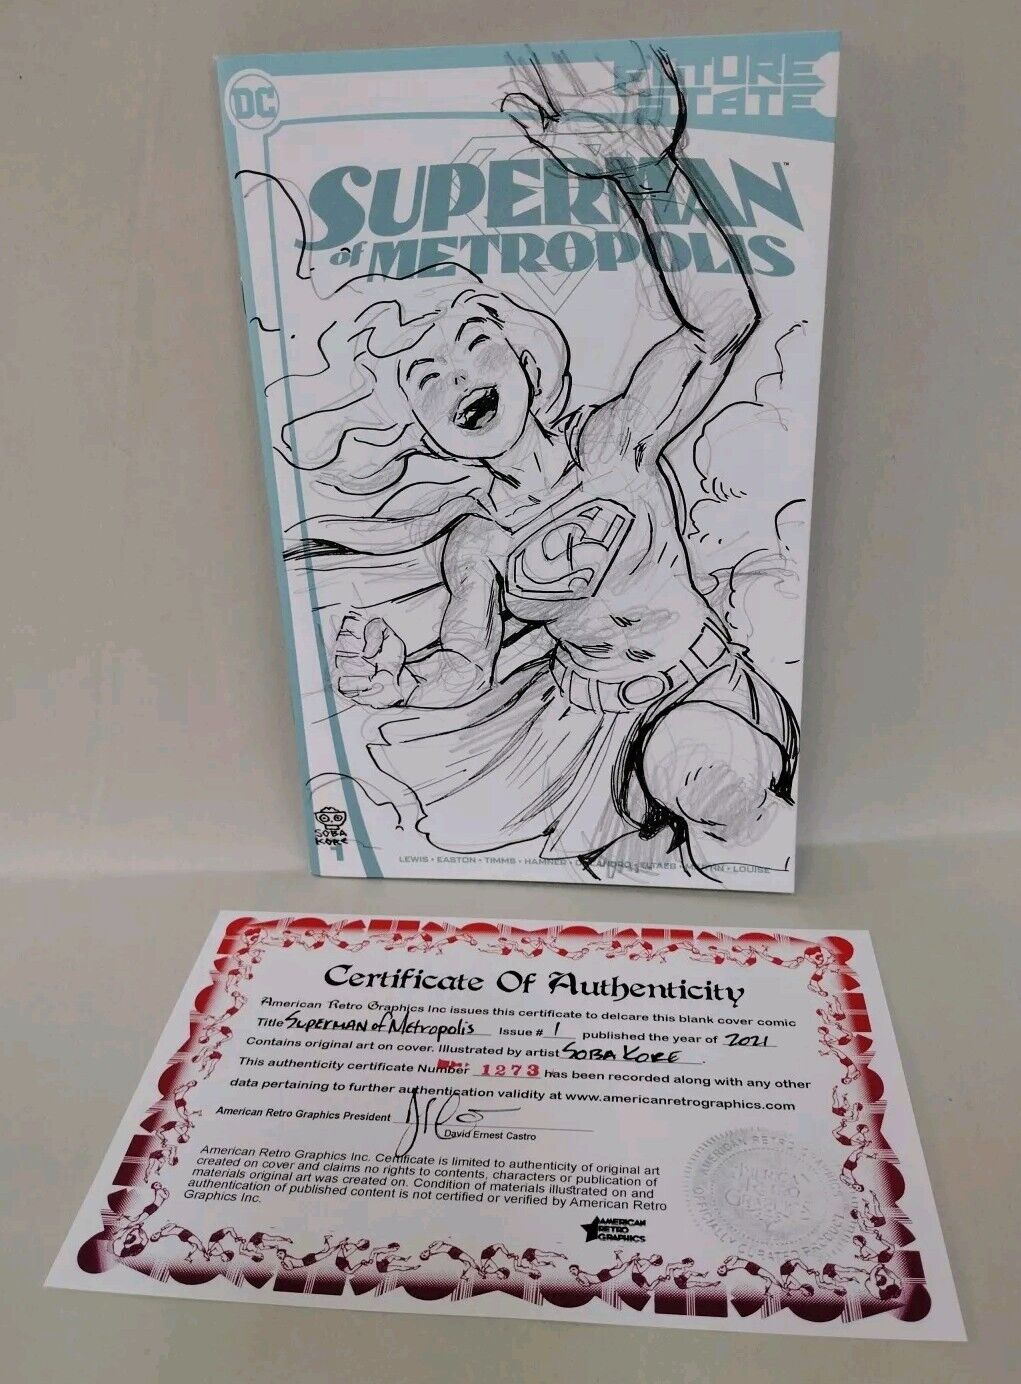 DC
FUTURE
STATE
SUPERMAN™
of METROPOLIS
S
SOBA
KORE
1
LEWIS • EASTON • TIMMS • HAMNER •
LOUISE
Certificate Of Authenticity
American Retro Graphics Inc issues this certificate to delcare this blank cover comic
Title Superman of Metropolis Issue # 1 published the year of 2021
Contains original art on cover. Illustrated by artist SOBA KORE.
This authenticity certificate Number 1273 has been recorded along with any other
data pertaining to further authentication validity at www.americanretrographics.com
American Retro Graphics President
David Ernest Castro
American Retro Graphics Inc. Certificate is limited to authenticity of original art
created on cover and claims no rights to contents, characters or publication of
materials original art was created on. Condition of materials illustrated on and
authentication of published content is not certified or verified by American Retro
Graphics Inc.
AMERICAN
RETRO
GRAPHICS